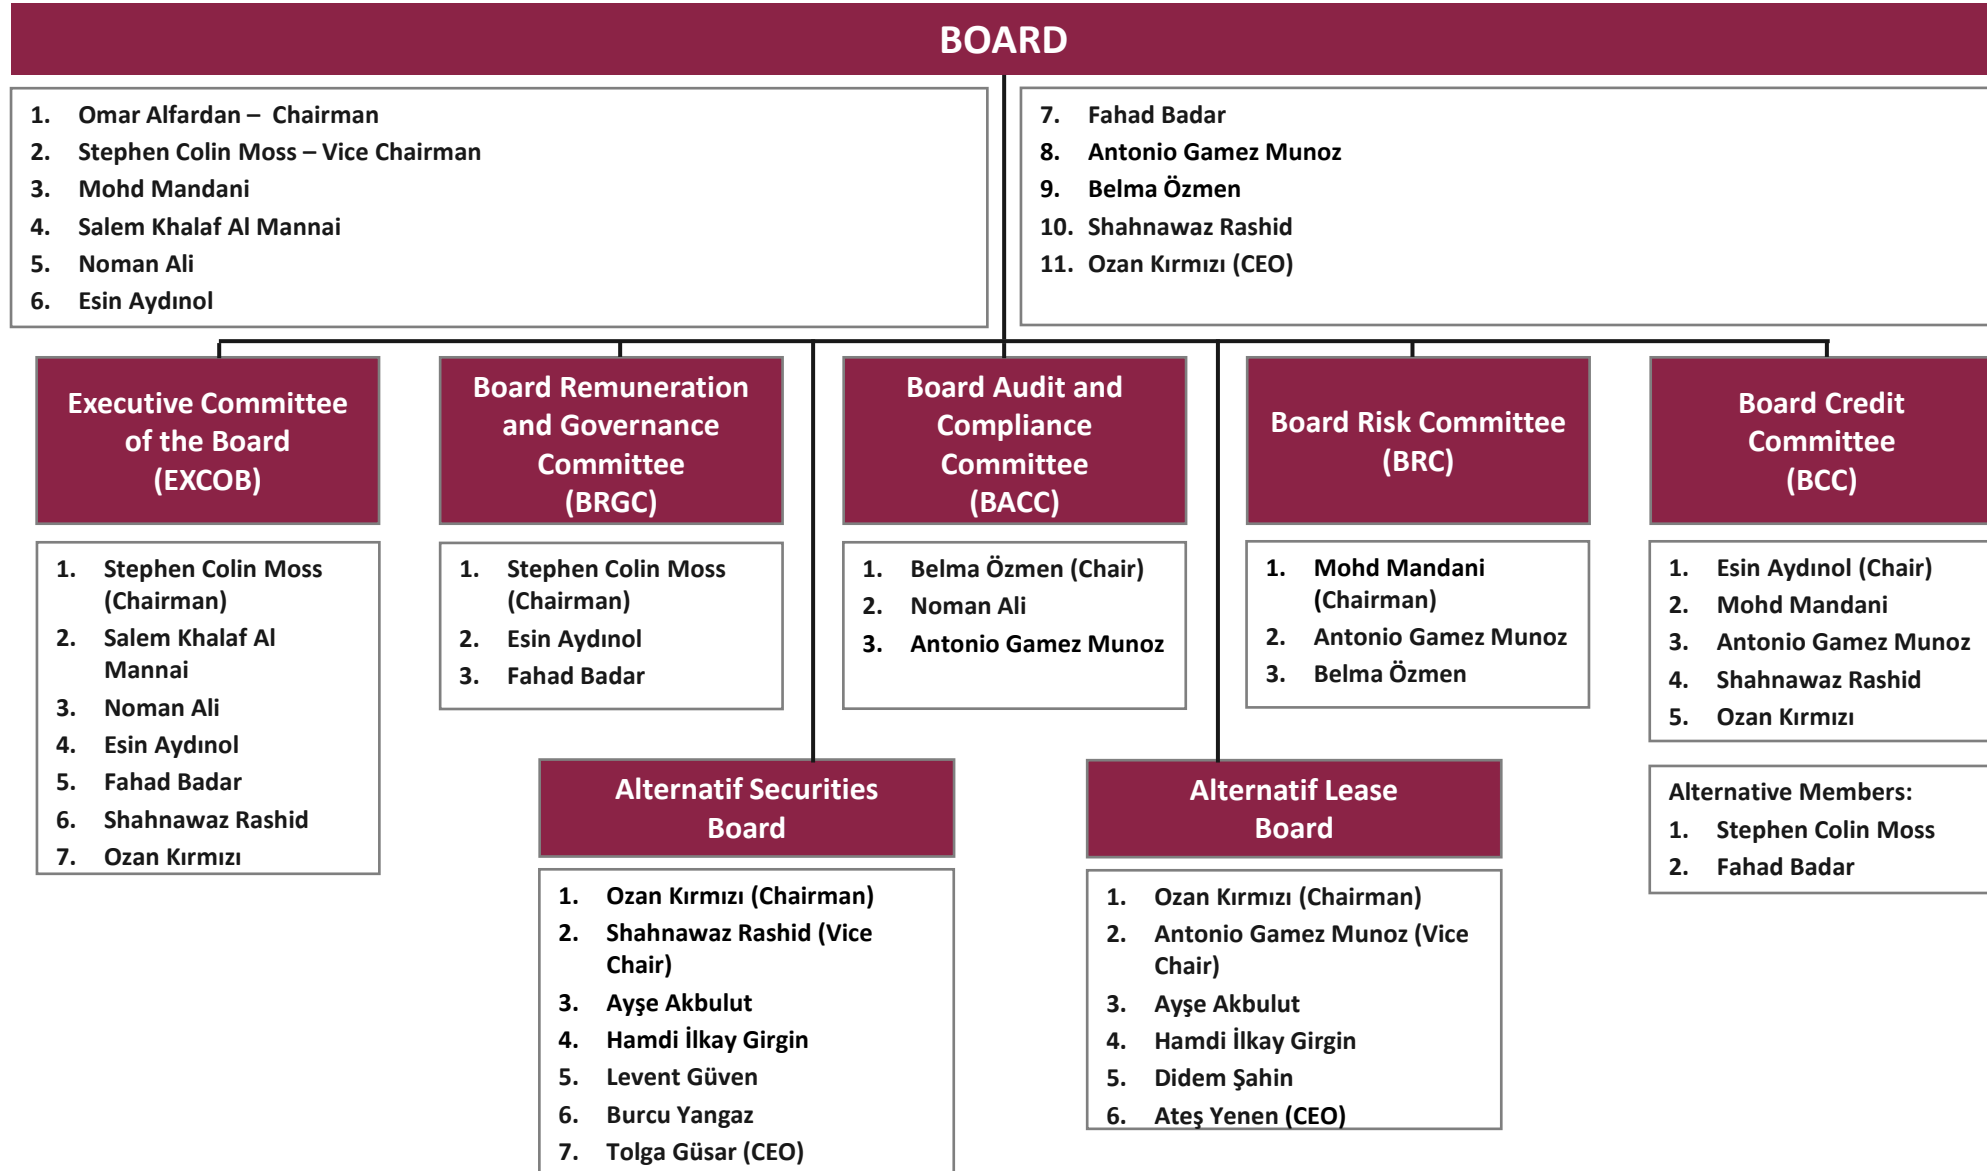 BOARD
1. Omar Alfardan – Chairman
2. Stephen Colin Moss – Vice Chairman
3. Mohd Mandani
4. Salem Khalaf Al Mannai
5. Noman Ali
6. Esin Aydınol
7. Fahad Badar
8. Antonio Gamez Munoz
9. Belma Özmen
10. Shahnawaz Rashid
11. Ozan Kırmızı (CEO)
Executive Committee
of the Board
(EXCOB)
1. Stephen Colin Moss
(Chairman)
2. Salem Khalaf Al
Mannai
3. Noman Ali
4. Esin Aydınol
5. Fahad Badar
6. Shahnawaz Rashid
7. Ozan Kırmızı
Board Remuneration
and Governance
Committee
(BRGC)
1. Stephen Colin Moss
(Chairman)
2. Esin Aydınol
3. Fahad Badar
Board Audit and
Compliance
Committee
(BACC)
1. Belma Özmen (Chair)
2. Noman Ali
3. Antonio Gamez Munoz
Board Risk Committee
(BRC)
1. Mohd Mandani
(Chairman)
2. Antonio Gamez Munoz
3. Belma Özmen
Board Credit
Committee
(BCC)
1. Esin Aydınol (Chair)
2. Mohd Mandani
3. Antonio Gamez Munoz
4. Shahnawaz Rashid
5. Ozan Kırmızı
Alternative Members:
1. Stephen Colin Moss
2. Fahad Badar
Alternatif Securities
Board
1. Ozan Kırmızı (Chairman)
2. Shahnawaz Rashid (Vice
Chair)
3. Ayşe Akbulut
4. Hamdi İlkay Girgin
5. Levent Güven
6. Burcu Yangaz
7. Tolga Güsar (CEO)
Alternatif Lease
Board
1. Ozan Kırmızı (Chairman)
2. Antonio Gamez Munoz (Vice
Chair)
3. Ayşe Akbulut
4. Hamdi İlkay Girgin
5. Didem Şahin
6. Ateş Yenen (CEO)